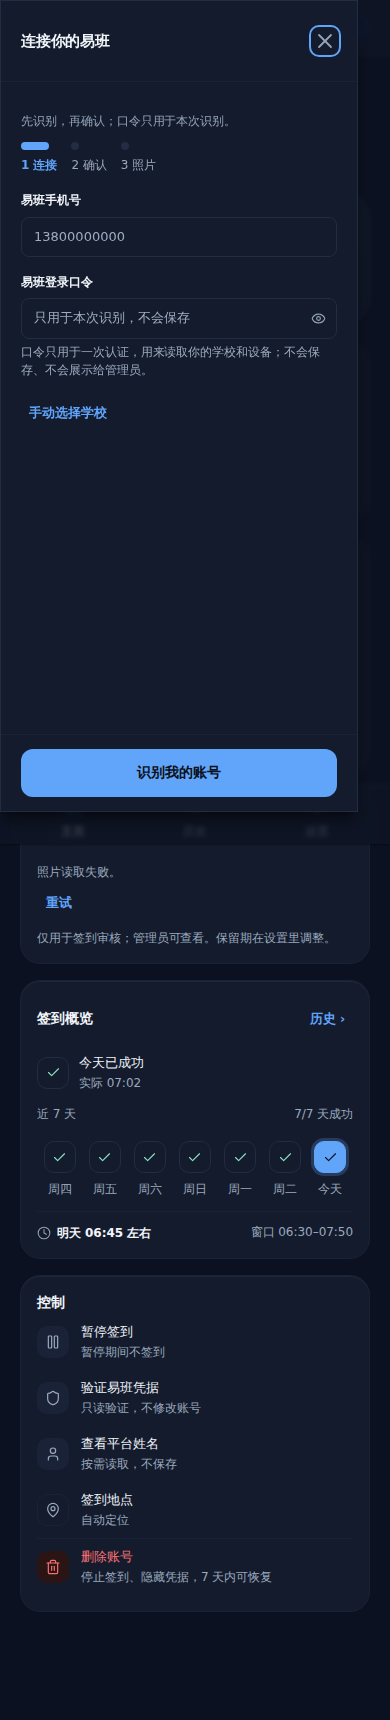 连接你的易班
先识别，再确认；口令只用于本次识别。
1 连接 2 确认 3 照片
易班手机号
13800000000
易班登录口令
只用于本次识别，不会保存
口令只用于一次认证，用来读取你的学校和设备；不会保
存、不会展示给管理员。
手动选择学校
识别我的账号
照片读取失败。
重试
仅用于签到审核；管理员可查看。保留期在设置里调整。
签到概览
历史 ›
今天已成功
实际 07:02
近 7 天
7/7 天成功
周四 周五 周六 周日 周一 周二 今天
明天 06:45 左右
窗口 06:30–07:50
控制
暂停签到
暂停期间不签到
验证易班凭据
只读验证，不修改账号
查看平台姓名
按需读取，不保存
签到地点
自动定位
删除账号
停止签到、隐藏凭据，7 天内可恢复